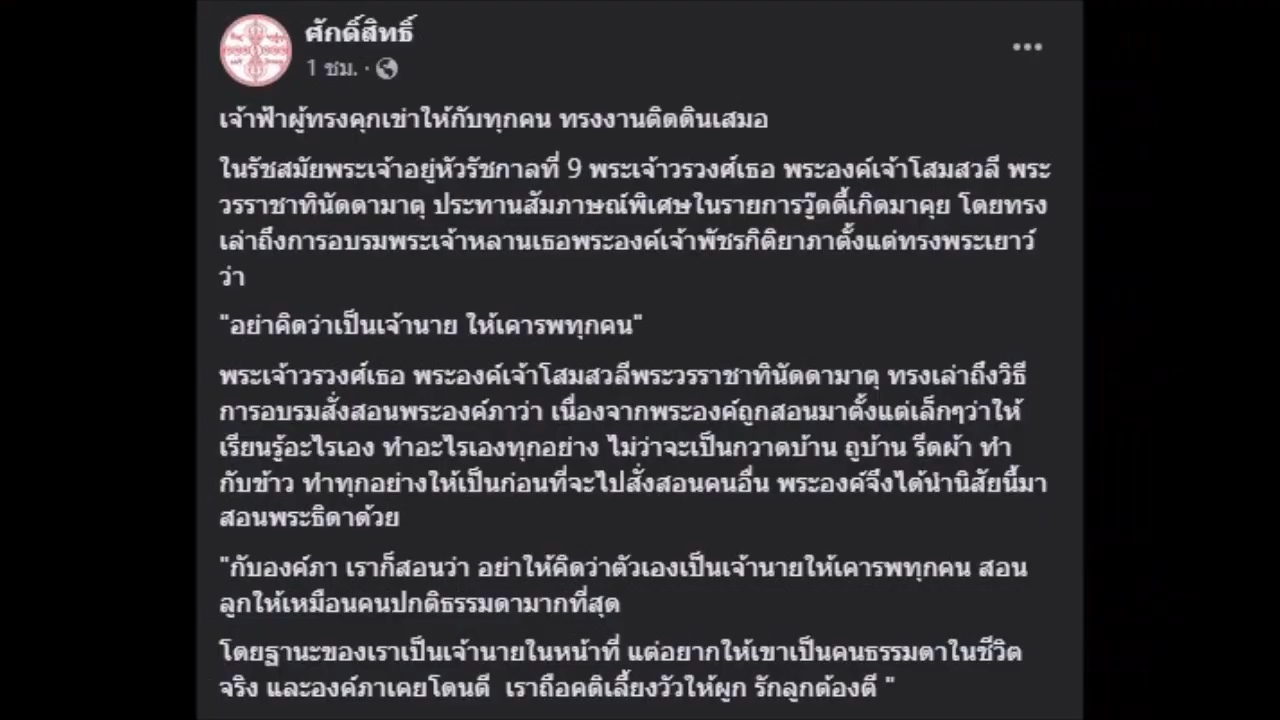 ศักดิ์สิทธิ์
1 ชม. ·
เจ้าฟ้าผู้ทรงคุกเข่าให้กับทุกคน ทรงงานติดดินเสมอ
ในรัชสมัยพระเจ้าอยู่หัวรัชกาลที่ 9 พระเจ้าวรวงศ์เธอ พระองค์เจ้าโสมสวลี พระ
วรราชาทินัดดามาตุ ประทานสัมภาษณ์พิเศษในรายการวู้ดดี้เกิดมาคุย โดยทรง
เล่าถึงการอบรมพระเจ้าหลานเธอพระองค์เจ้าพัชรกิติยาภาตั้งแต่ทรงพระเยาว์
ว่า
"อย่าคิดว่าเป็นเจ้านาย ให้เคารพทุกคน"
พระเจ้าวรวงศ์เธอ พระองค์เจ้าโสมสวลีพระวรราชาทินัดดามาตุ ทรงเล่าถึงวิธี
การอบรมสั่งสอนพระองค์ภาว่า เนื่องจากพระองค์ถูกสอนมาตั้งแต่เล็กๆว่าให้
เรียนรู้อะไรเอง ทำอะไรเองทุกอย่าง ไม่ว่าจะเป็นกวาดบ้าน ถูบ้าน รีดผ้า ทำ
กับข้าว ทำทุกอย่างให้เป็นก่อนที่จะไปสั่งสอนคนอื่น พระองค์จึงได้นำนิสัยนี้มา
สอนพระธิดาด้วย
"กับองค์ภา เราก็สอนว่า อย่าให้คิดว่าตัวเองเป็นเจ้านายให้เคารพทุกคน สอน
ลูกให้เหมือนคนปกติธรรมดามากที่สุด
โดยฐานะของเราเป็นเจ้านายในหน้าที่ แต่อยากให้เขาเป็นคนธรรมดาในชีวิต
จริง และองค์ภาเคยโดนตี เราถือคติเลี้ยงวัวให้ผูก รักลูกต้องตี "